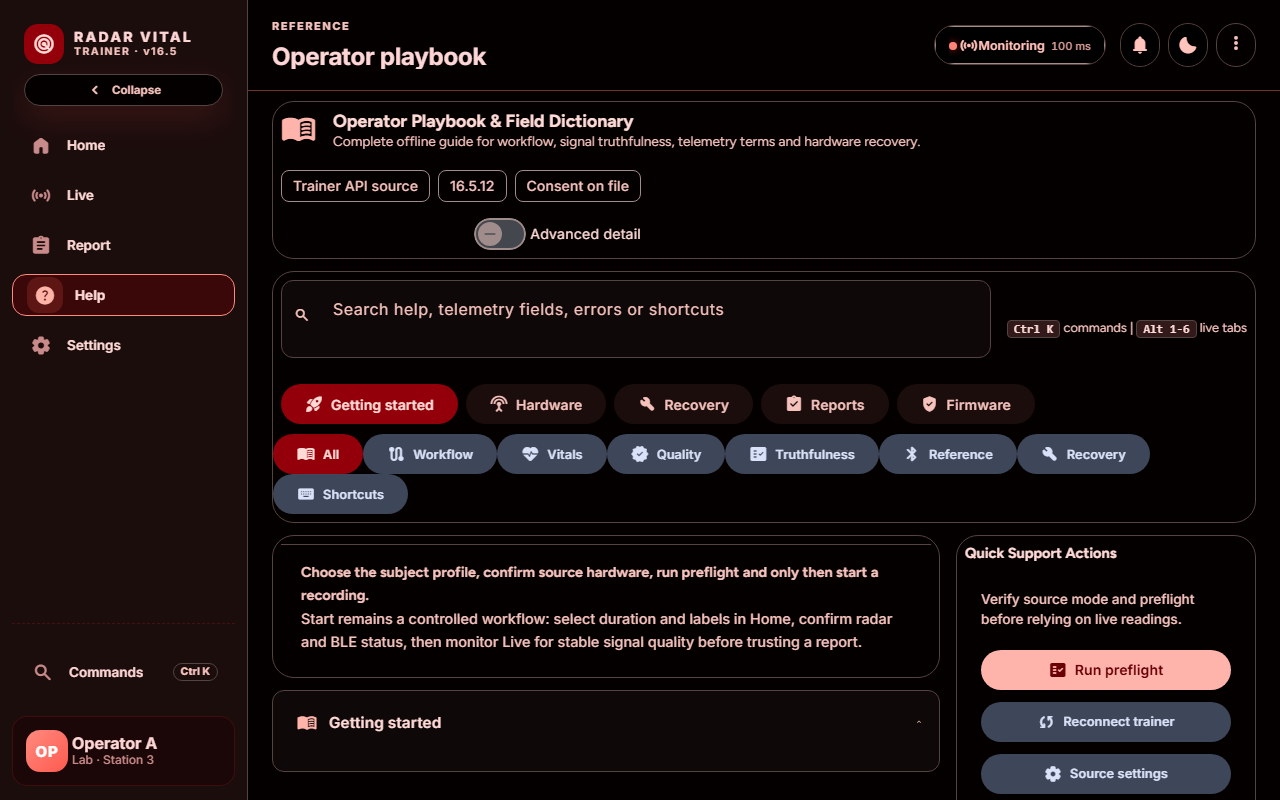 RADAR VITAL
TRAINER · v16.5
Collapse
Home
Live
Report
Help
Settings
Commands
Ctrl K
OP
Operator A
Lab · Station 3
REFERENCE
Operator playbook
Monitoring 100 ms
Operator Playbook & Field Dictionary
Complete offline guide for workflow, signal truthfulness, telemetry terms and hardware recovery.
Trainer API source
16.5.12
Consent on file
Advanced detail
Search help, telemetry fields, errors or shortcuts
Ctrl K commands | Alt 1-6 live tabs
Getting started
Hardware
Recovery
Reports
Firmware
All
Workflow
Vitals
Quality
Truthfulness
Reference
Recovery
Shortcuts
Choose the subject profile, confirm source hardware, run preflight and only then start a
recording.
Start remains a controlled workflow: select duration and labels in Home, confirm radar
and BLE status, then monitor Live for stable signal quality before trusting a report.
Getting started
Quick Support Actions
Verify source mode and preflight
before relying on live readings.
Run preflight
Reconnect trainer
Source settings